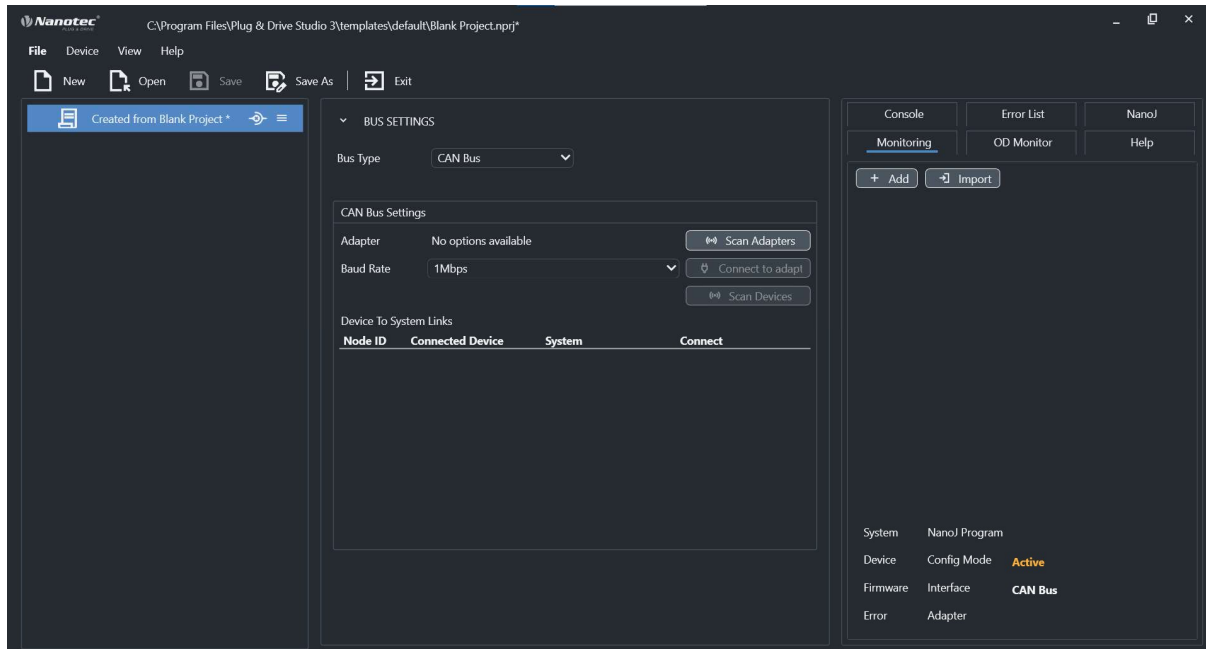 Nanotec®
PLUG & DRIVE
C:\Program Files\Plug & Drive Studio 3\templates\default\Blank Project.nprj*
File Device View Help
New Open Save Save As Exit
Created from Blank Project *
BUS SETTINGS
Bus Type CAN Bus
CAN Bus Settings
Adapter No options available Scan Adapters
Baud Rate 1Mbps Connect to adapt
Scan Devices
Device To System Links
Node ID Connected Device System Connect
Console Error List NanoJ
Monitoring OD Monitor Help
+ Add Import
System NanoJ Program
Device Config Mode Active
Firmware Interface CAN Bus
Error Adapter